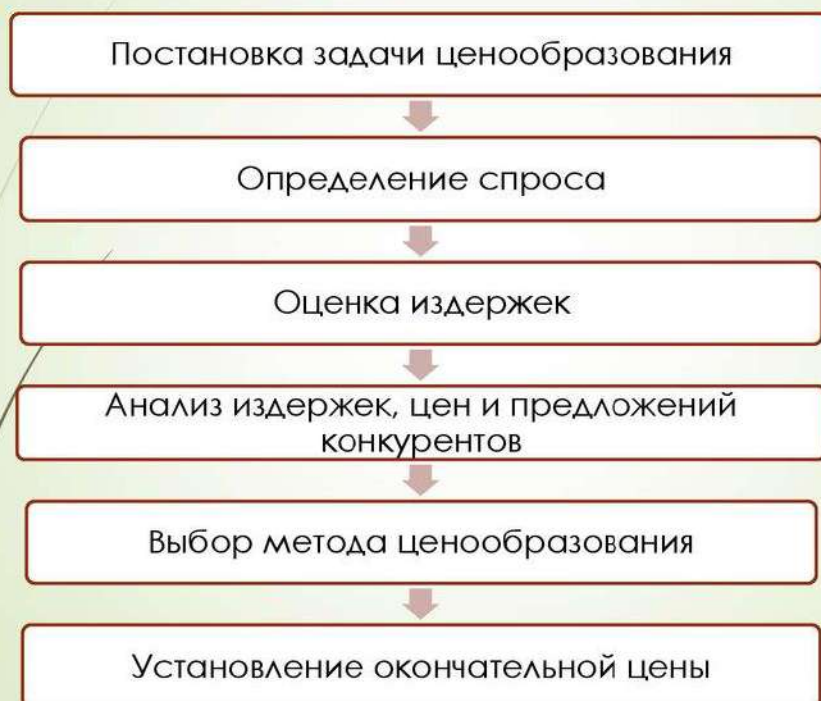 Постановка задачи ценообразования
Определение спроса
Оценка издержек
Анализ издержек, цен и предложений
конкурентов
Выбор метода ценообразования
Установление окончательной цены